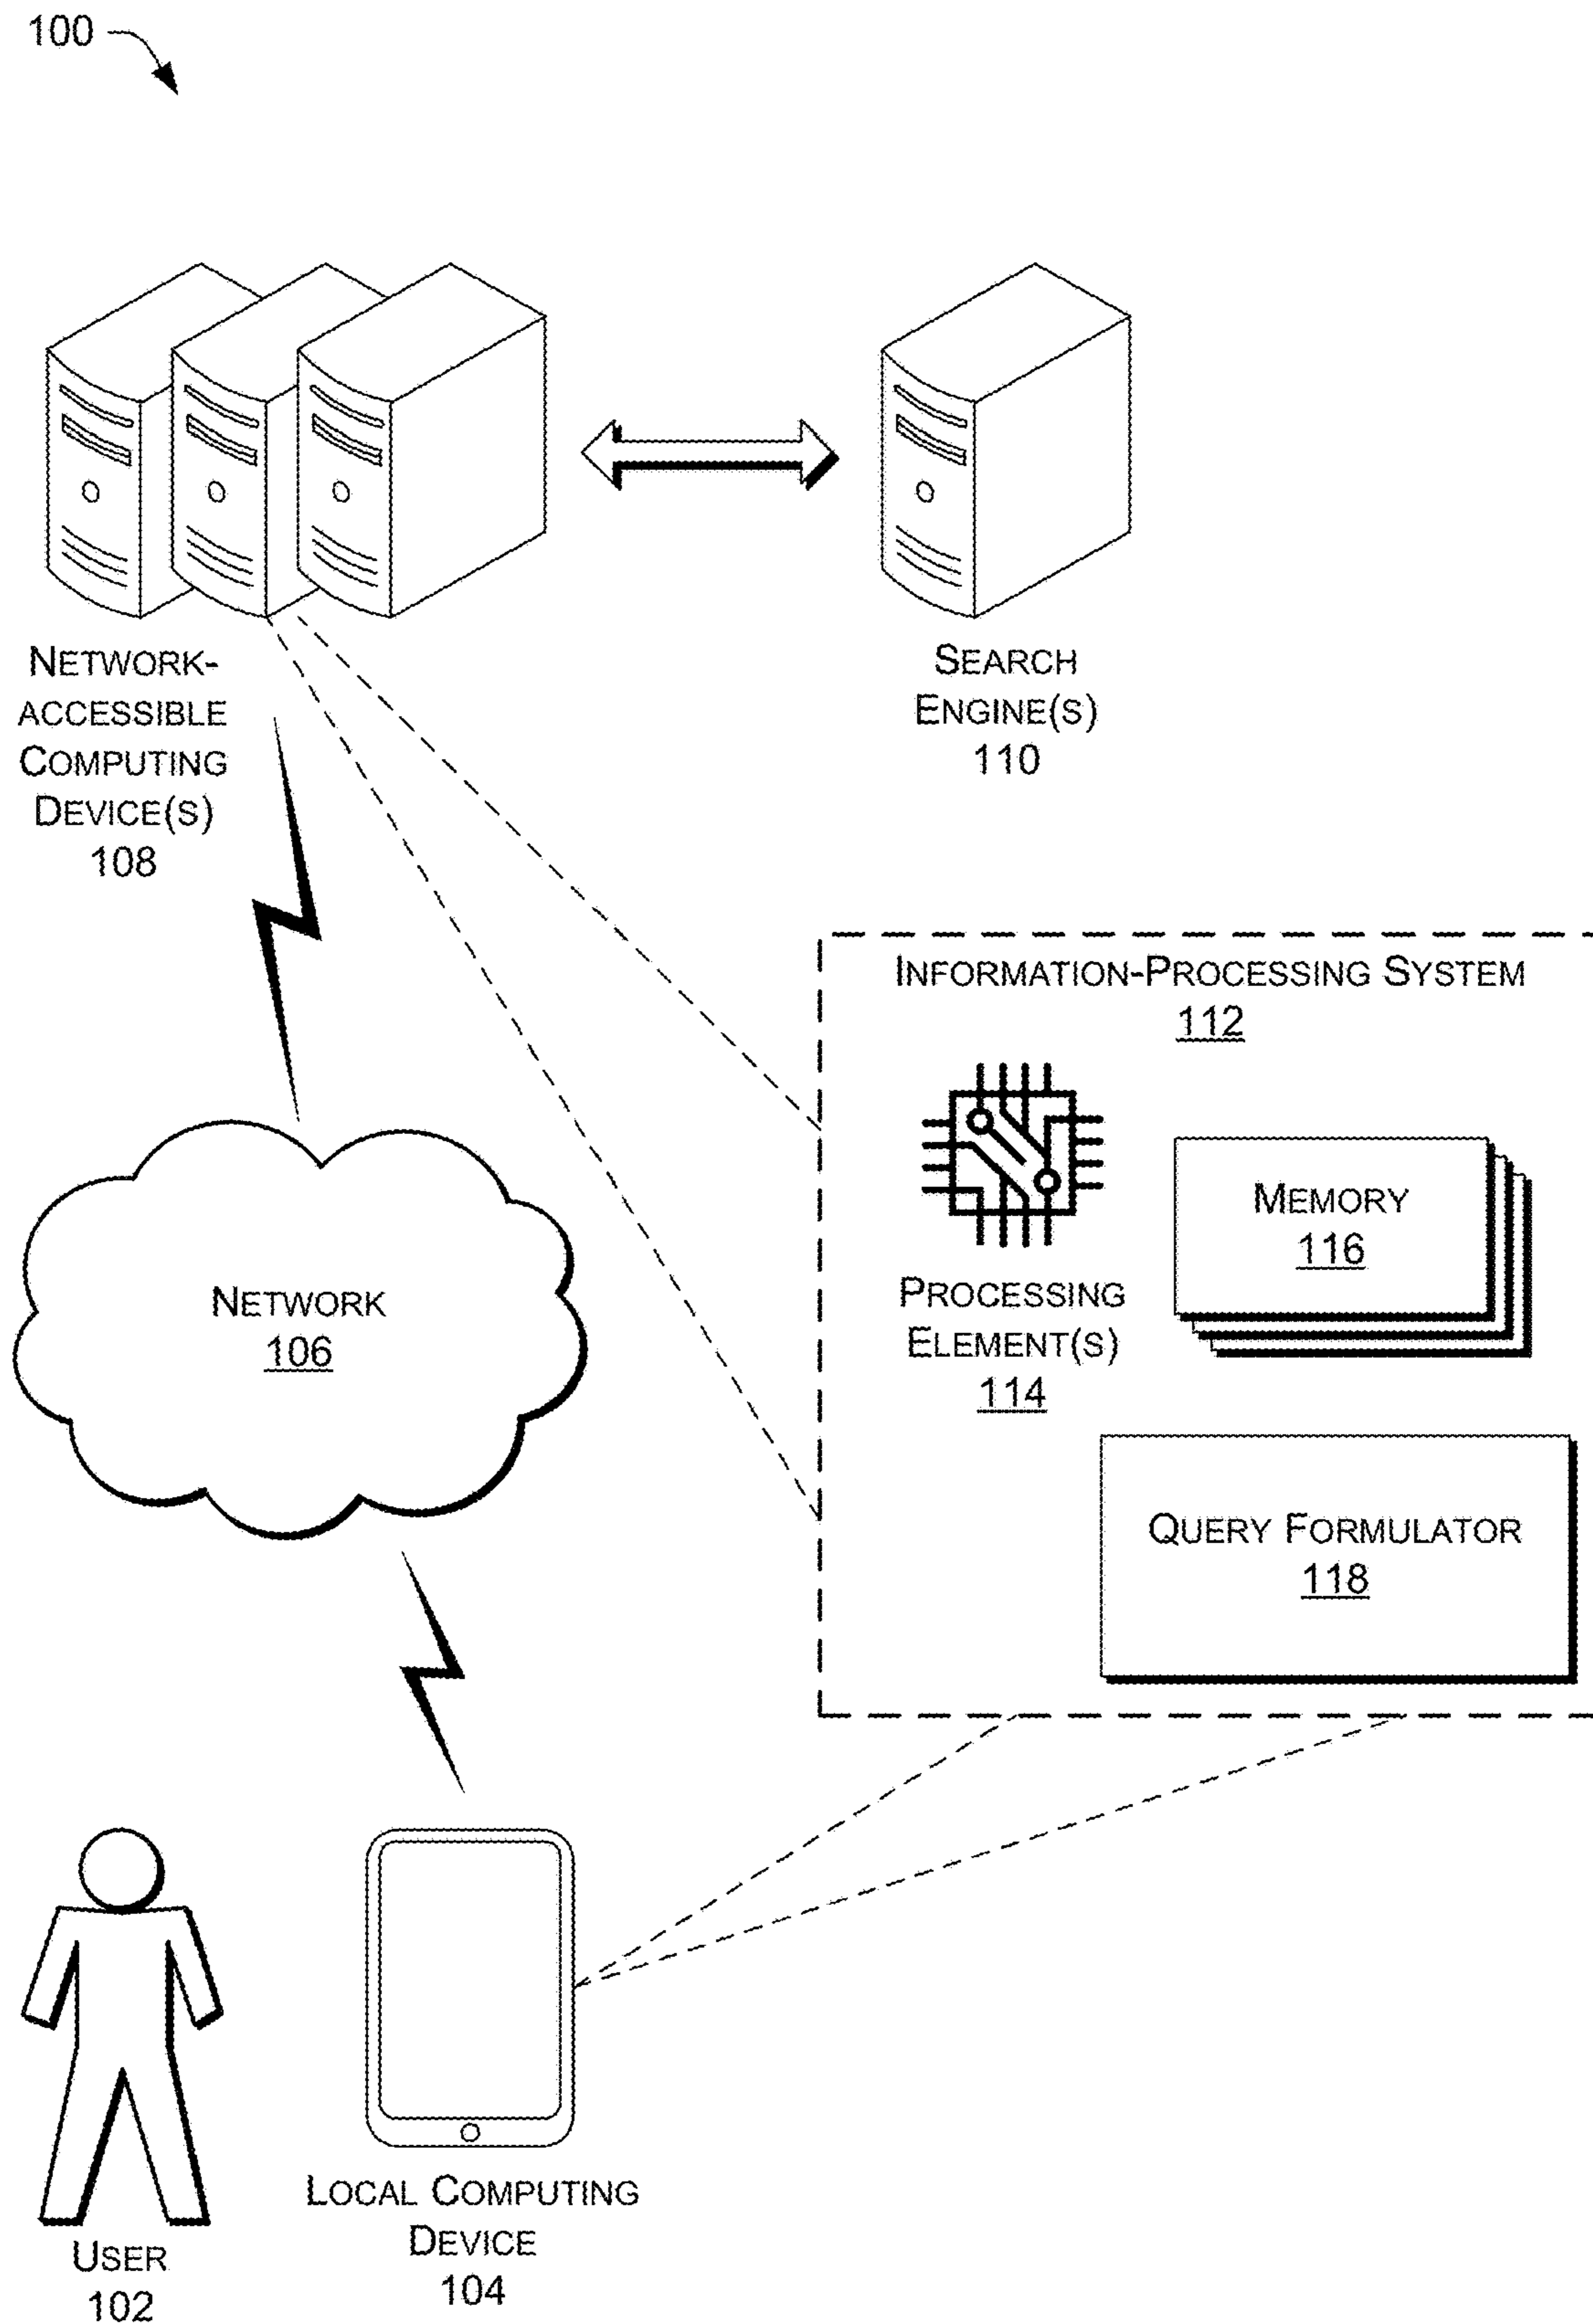 100
NETWORK-
ACCESSIBLE
COMPUTING
DEVICE(S)
108
SEARCH
ENGINE(S)
110
INFORMATION-PROCESSING SYSTEM
112
PROCESSING
ELEMENT(S)
114
MEMORY
116
QUERY FORMULATOR
118
NETWORK
106
USER
102
LOCAL COMPUTING
DEVICE
104